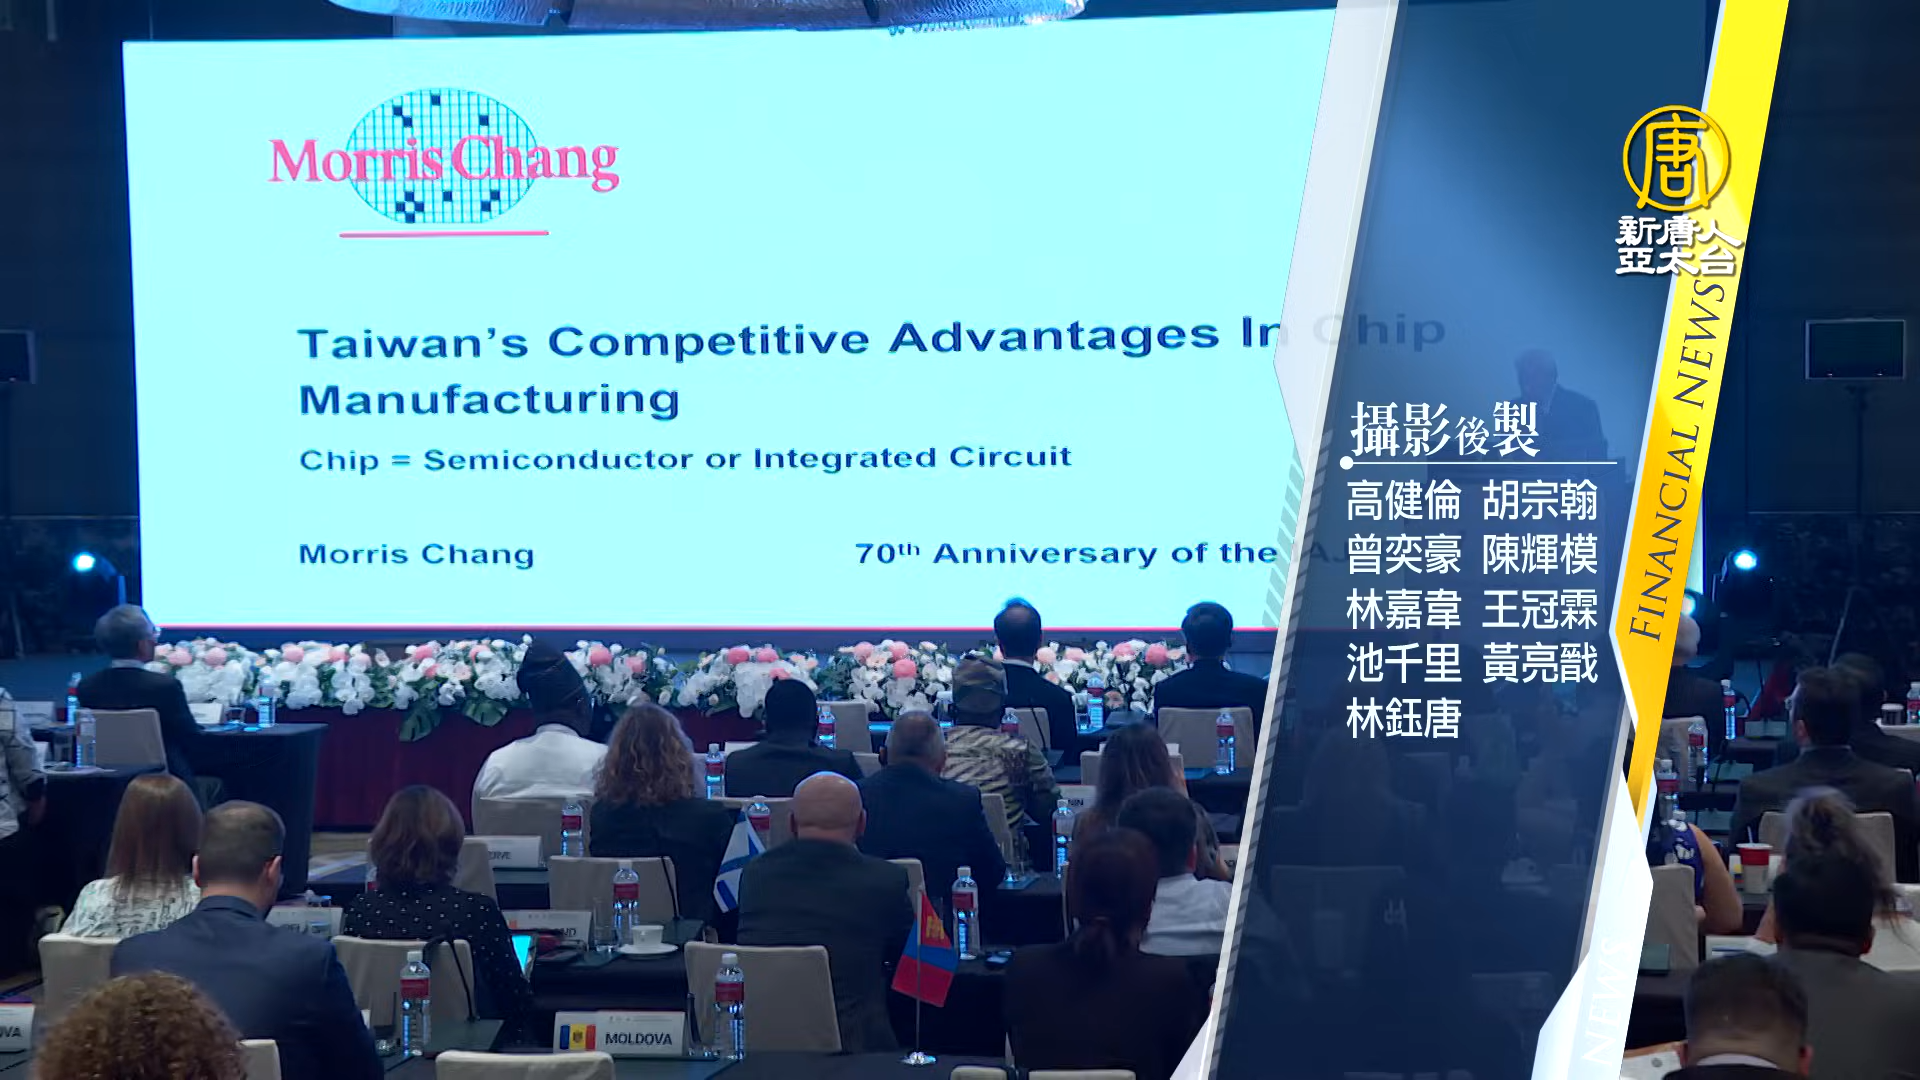 Morris Chang
Taiwan's Competitive Advantages In Chip
Manufacturing
Chip = Semiconductor or Integrated Circuit
Morris Chang
70th Anniversary of the
唐
新唐人
亞太台
FINANCIAL NEWS
攝影後製
高健倫 胡宗翰
曾奕豪 陳輝模
林嘉韋 王冠霖
池千里 黃亮戩
林鈺唐
MOLDOVA
NEWS